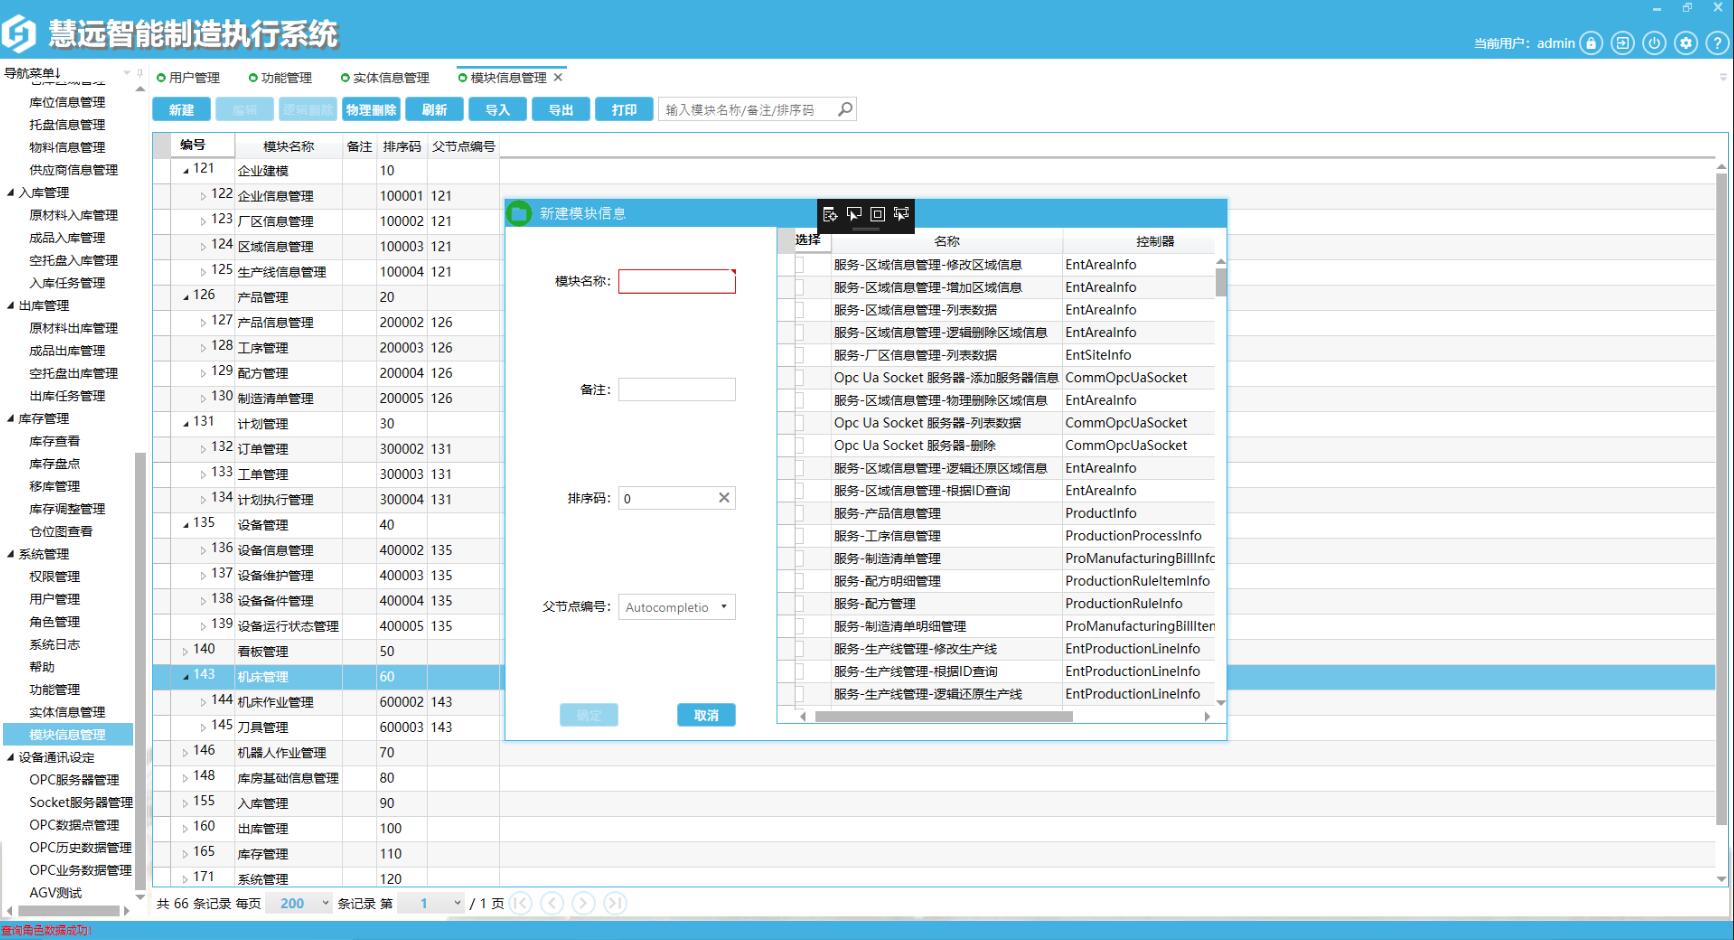 慧远智能制造执行系统
当前用户：admin
导航菜单
库位信息管理
托盘信息管理
物料信息管理
供应商信息管理
入库管理
原材料入库管理
成品入库管理
空托盘入库管理
入库任务管理
出库管理
原材料出库管理
成品出库管理
空托盘出库管理
出库任务管理
库存管理
库存查看
库存盘点
移库管理
库存调整管理
仓位图查看
系统管理
权限管理
用户管理
角色管理
系统日志
帮助
功能管理
实体信息管理
模块信息管理
设备通讯设定
OPC服务器管理
Socket服务器管理
OPC数据点管理
OPC历史数据管理
OPC业务数据管理
AGV测试
用户管理 功能管理 实体信息管理 模块信息管理
新建 编辑 逻辑删除 物理删除 刷新 导入 导出 打印 输入模块名称/备注/排序码
编号 模块名称 备注 排序码 父节点编号
121 企业建模 10
122 企业信息管理 100001 121
123 厂区信息管理 100002 121
124 区域信息管理 100003 121
125 生产线信息管理 100004 121
126 产品管理 20
127 产品信息管理 200002 126
128 工序管理 200003 126
129 配方管理 200004 126
130 制造清单管理 200005 126
131 计划管理 30
132 订单管理 300002 131
133 工单管理 300003 131
134 计划执行管理 300004 131
135 设备管理 40
136 设备信息管理 400002 135
137 设备维护管理 400003 135
138 设备备件管理 400004 135
139 设备运行状态管理 400005 135
140 看板管理 50
143 机床管理 60
144 机床作业管理 600002 143
145 刀具管理 600003 143
146 机器人作业管理 70
148 库房基础信息管理 80
155 入库管理 90
160 出库管理 100
165 库存管理 110
171 系统管理 120
共 66 条记录 每页 200 条记录 第 1 / 1 页
新建模块信息
模块名称：
备注：
排序码： 0
父节点编号： Autocompletio
确定 取消
选择 名称 控制器
服务-区域信息管理-修改区域信息 EntAreaInfo
服务-区域信息管理-增加区域信息 EntAreaInfo
服务-区域信息管理-列表数据 EntAreaInfo
服务-区域信息管理-逻辑删除区域信息 EntAreaInfo
服务-厂区信息管理-列表数据 EntSiteInfo
Opc Ua Socket 服务器-添加服务器信息 CommOpcUaSocket
服务-区域信息管理-物理删除区域信息 EntAreaInfo
Opc Ua Socket 服务器-列表数据 CommOpcUaSocket
Opc Ua Socket 服务器-删除 CommOpcUaSocket
服务-区域信息管理-逻辑还原区域信息 EntAreaInfo
服务-区域信息管理-根据ID查询 EntAreaInfo
服务-产品信息管理 ProductInfo
服务-工序信息管理 ProductionProcessInfo
服务-制造清单管理 ProManufacturingBillInfo
服务-配方明细管理 ProductionRuleItemInfo
服务-配方管理 ProductionRuleInfo
服务-制造清单明细管理 ProManufacturingBillIten
服务-生产线管理-修改生产线 EntProductionLineInfo
服务-生产线管理-根据ID查询 EntProductionLineInfo
服务-生产线管理-逻辑还原生产线 EntProductionLineInfo
查询角色数据成功!